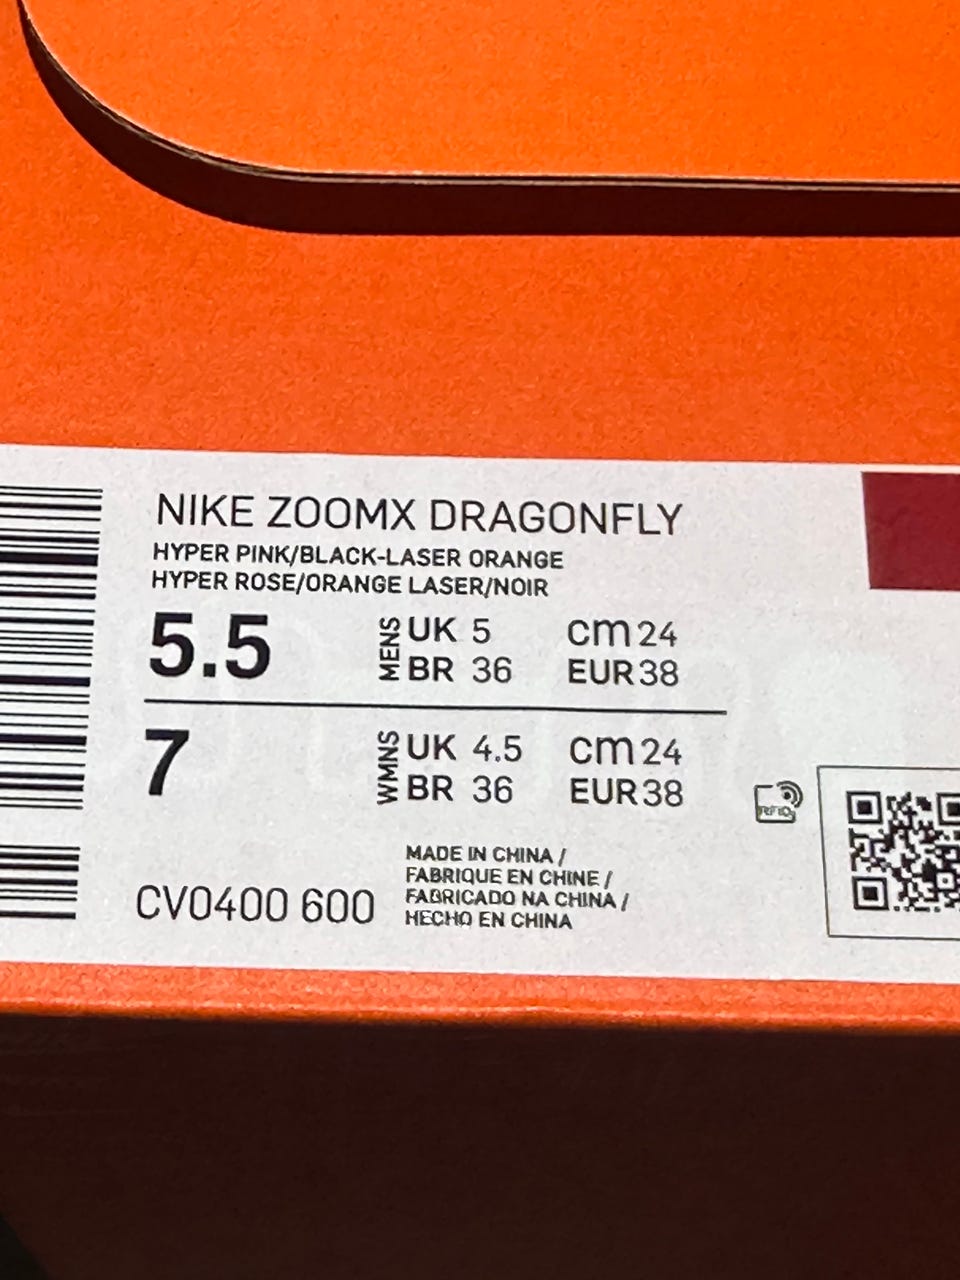 NIKE ZOOMX DRAGONFLY
HYPER PINK/BLACK-LASER ORANGE
HYPER ROSE/ORANGE LASER/NOIR
5.5 MENS UK 5 cm 24
BR 36 EUR 38
7 WMNS UK 4.5 cm 24
BR 36 EUR 38
RFID
MADE IN CHINA /
FABRIQUE EN CHINE /
FABRICADO NA CHINA /
HECHO EN CHINA
CV0400 600